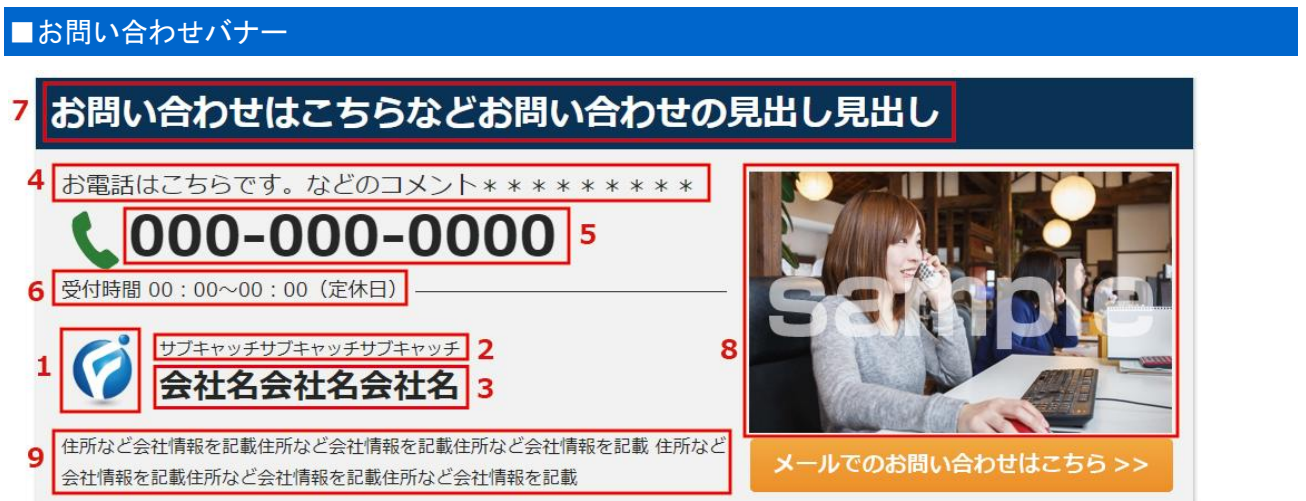 ■お問い合わせバナー
7 お問い合わせはこちらなどお問い合わせの見出し見出し
4 お電話はこちらです。などのコメント＊＊＊＊＊＊＊＊＊
000-000-0000 5
6 受付時間 00：00～00：00（定休日）
1
サブキャッチサブキャッチサブキャッチ 2
会社名会社名会社名 3
9
住所など会社情報を記載住所など会社情報を記載住所など会社情報を記載 住所など
会社情報を記載住所など会社情報を記載住所など会社情報を記載
8
sample
メールでのお問い合わせはこちら >>